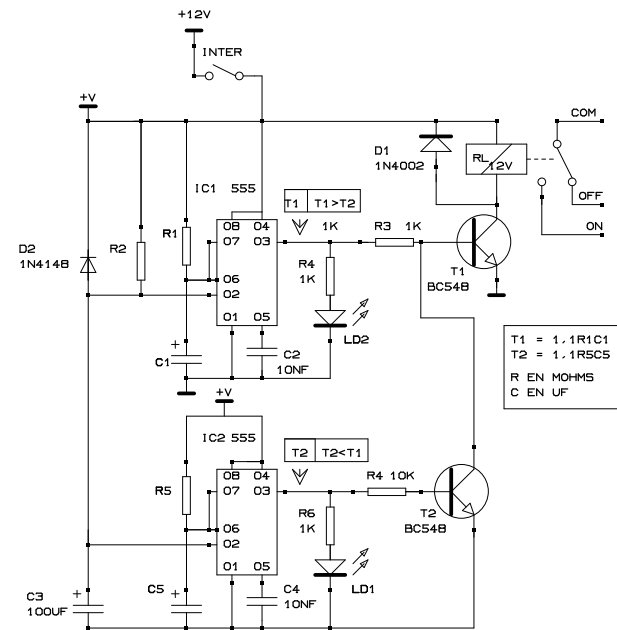 +12V
INTER
+V
COM
D1
1N4002
RL
12V
IC1 555
T1 T1>T2
OFF
ON
R1
R2
08 04
07 03
1K
R3 1K
D2
1N4148
06
02
R4
1K
T1
BC548
01 05
LD2
C1
+
C2
10NF
T1 = 1,1R1C1
T2 = 1,1R5C5
R EN MOHMS
C EN UF
+V
IC2 555
T2 T2<T1
08 04
07 03
R4 10K
R5
06
02
R6
1K
T2
BC548
01 05
LD1
C3
100UF
+
C5
+
C4
10NF